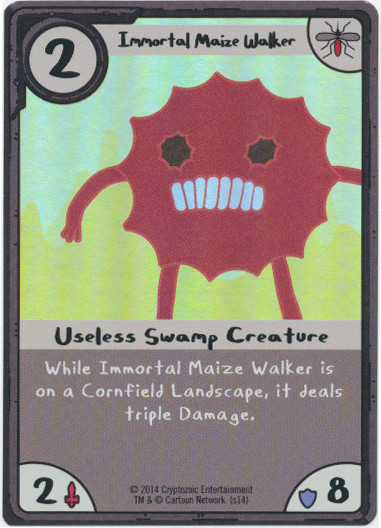 2
Immortal Maize Walker
Useless Swamp Creature
While Immortal Maize Walker is
on a Cornfield Landscape, it deals
triple Damage.
2
© 2014 Cryptozoic Entertainment
TM & © Cartoon Network. (s14)
8